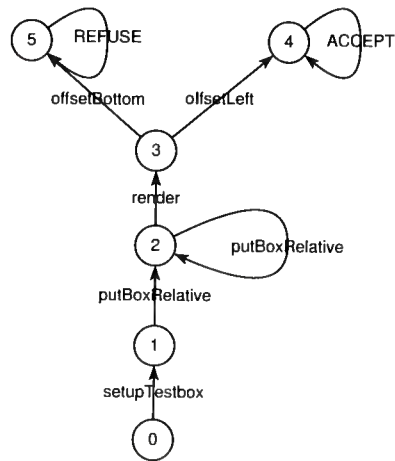 5 REFUSE
4 ACCEPT
offsetBottom
offsetLeft
3
render
2
putBoxRelative
putBoxRelative
1
setupTestbox
0